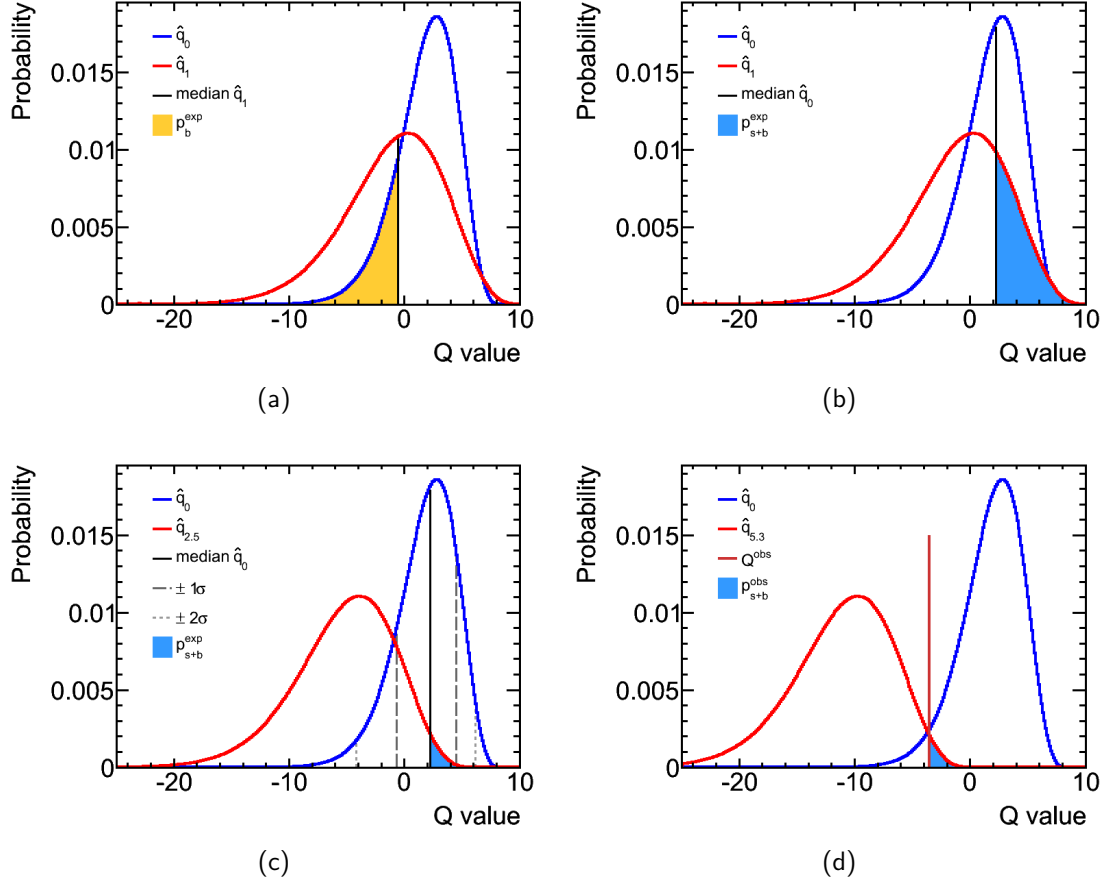 Probability
q̂0
q̂1
median q̂1
p_b^exp
0.015
0.01
0.005
0
-20 -10 0 10
Q value
(a)
Probability
q̂0
q̂1
median q̂0
p_s+b^exp
0.015
0.01
0.005
0
-20 -10 0 10
Q value
(b)
Probability
q̂0
q̂2.5
median q̂0
± 1σ
± 2σ
p_s+b^exp
0.015
0.01
0.005
0
-20 -10 0 10
Q value
(c)
Probability
q̂0
q̂5.3
Q^obs
p_s+b^obs
0.015
0.01
0.005
0
-20 -10 0 10
Q value
(d)